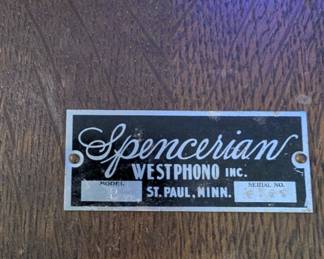 Spencerian
WESTPHONO INC.
MODEL ST. PAUL, MINN. SERIAL NO.